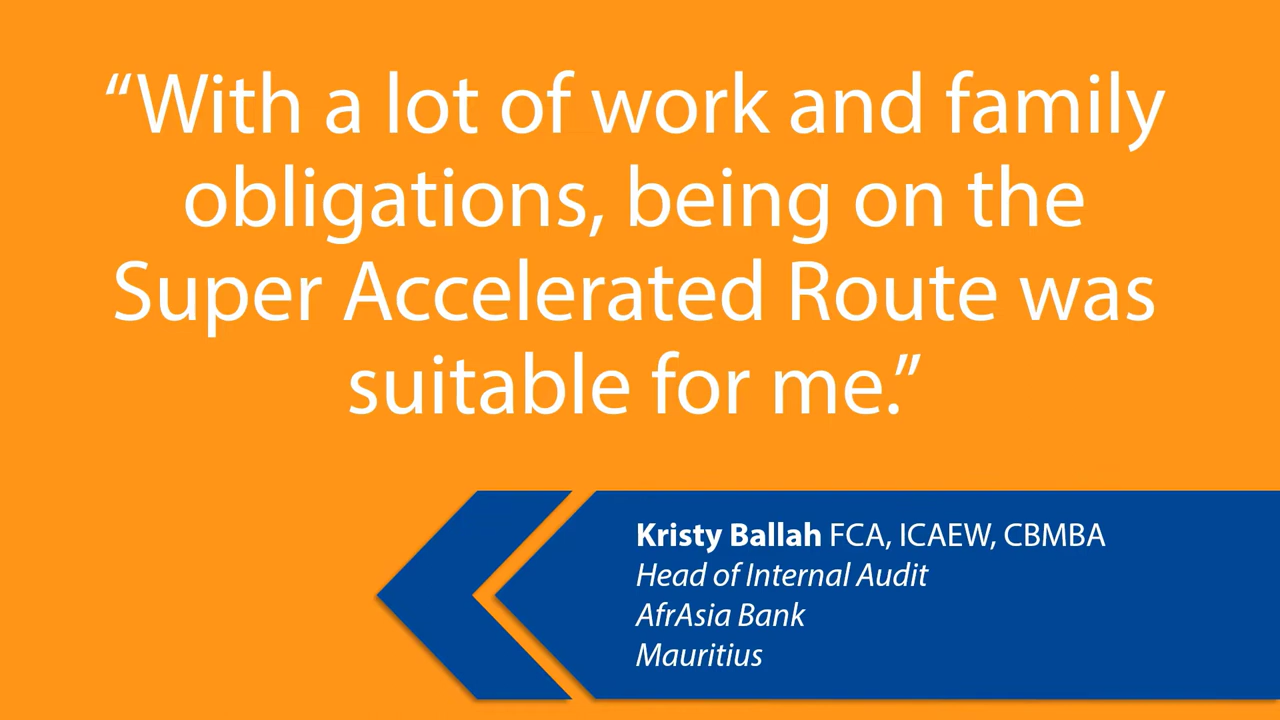 “With a lot of work and family
obligations, being on the
Super Accelerated Route was
suitable for me.”
Kristy Ballah FCA, ICAEW, CBMBA
Head of Internal Audit
AfrAsia Bank
Mauritius